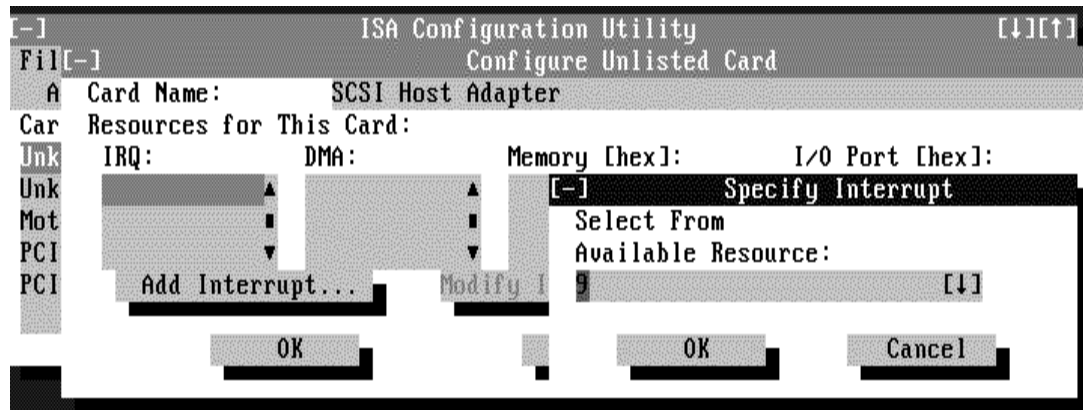 [-] ISA Configuration Utility [↓][↑]
Fil[-] Configure Unlisted Card
A Card Name: SCSI Host Adapter
Car Resources for This Card:
Unk IRQ: DMA: Memory [hex]: I/O Port [hex]:
Unk [-] Specify Interrupt
Mot Select From
PCI Available Resource:
PCI Add Interrupt... Modify I 9 [↓]
OK OK Cancel